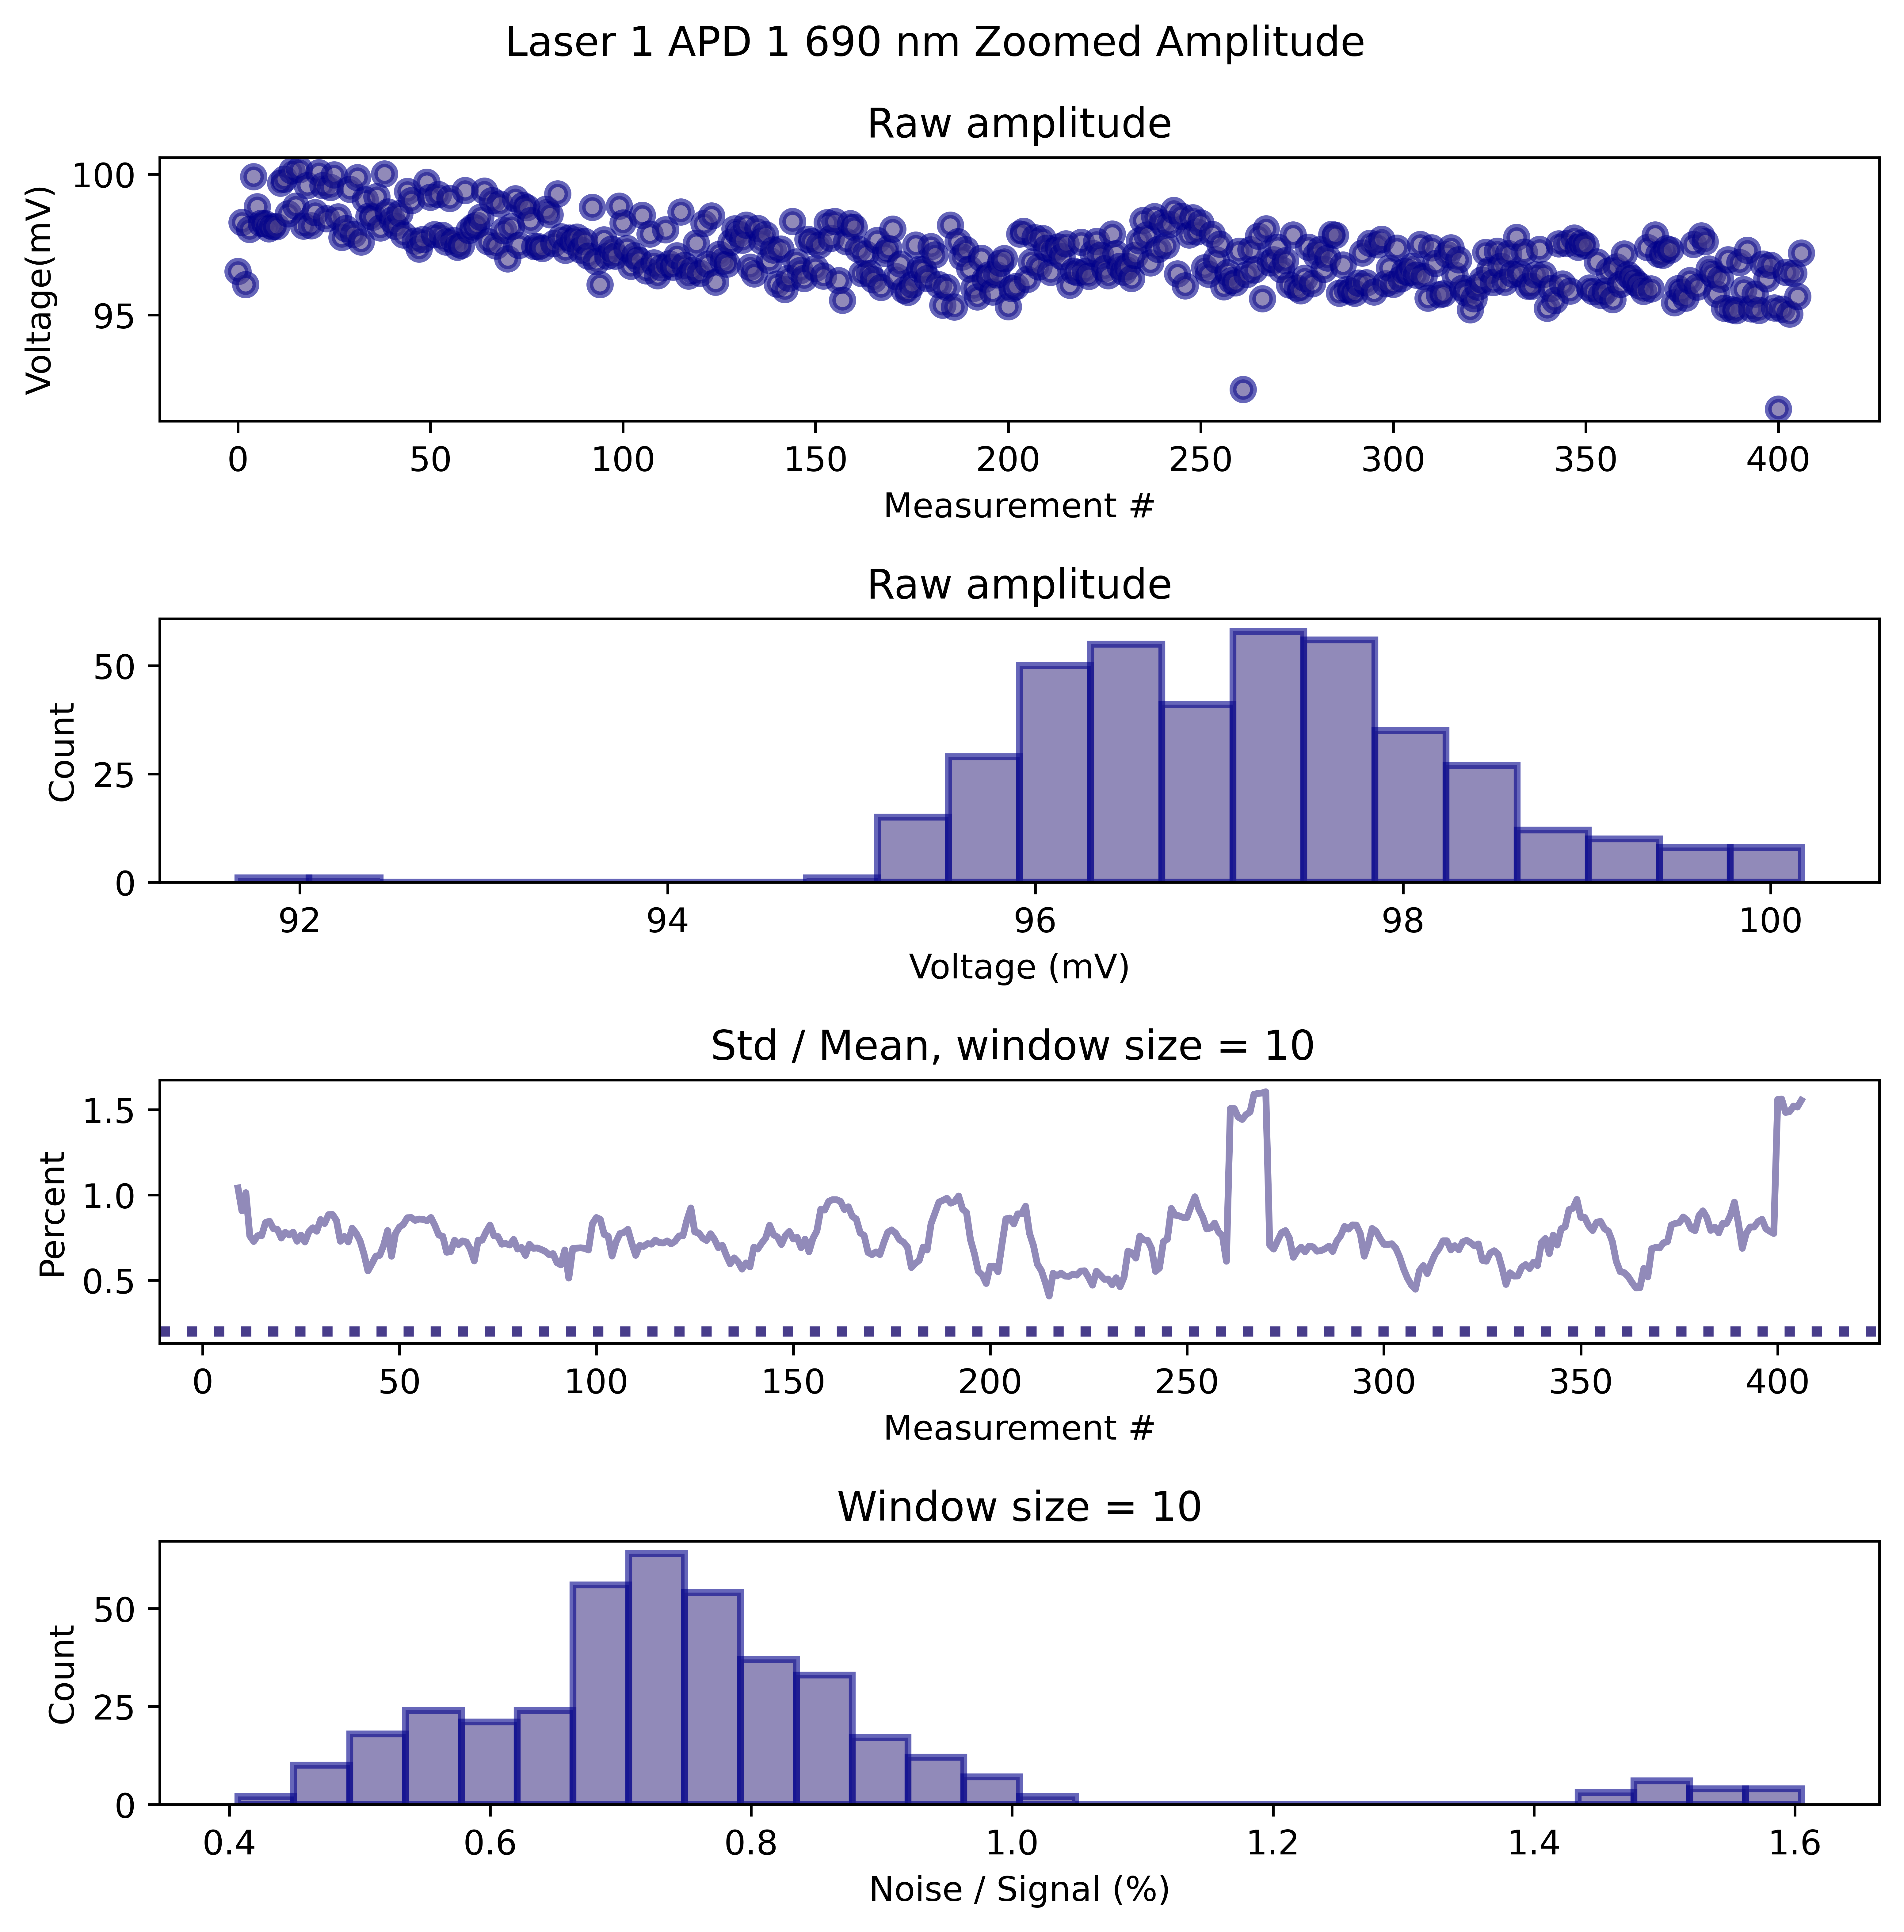 Laser 1 APD 1 690 nm Zoomed Amplitude
Raw amplitude
Voltage(mV)
100
95
0 50 100 150 200 250 300 350 400
Measurement #
Raw amplitude
Count
50
25
0
92 94 96 98 100
Voltage (mV)
Std / Mean, window size = 10
Percent
1.5
1.0
0.5
0 50 100 150 200 250 300 350 400
Measurement #
Window size = 10
Count
50
25
0
0.4 0.6 0.8 1.0 1.2 1.4 1.6
Noise / Signal (%)